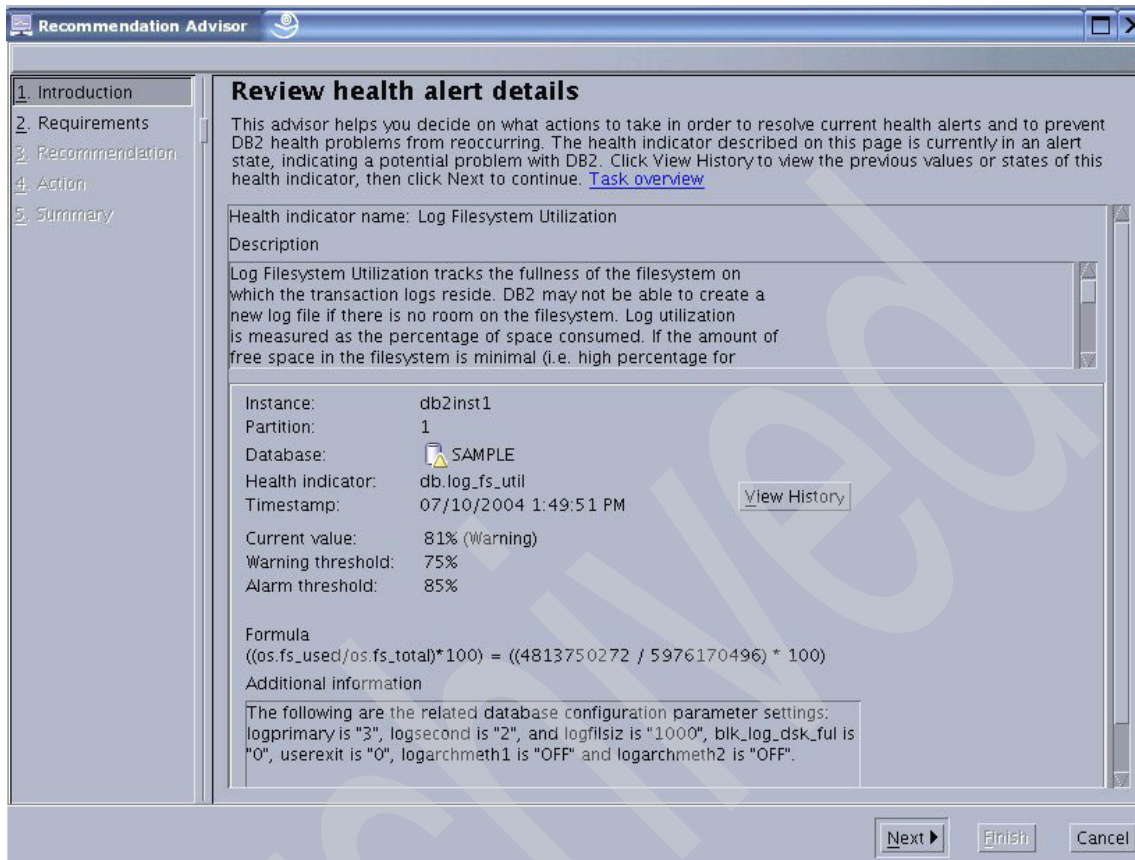 Recommendation Advisor
1. Introduction
2. Requirements
3. Recommendation
4. Action
5. Summary
Review health alert details
This advisor helps you decide on what actions to take in order to resolve current health alerts and to prevent
DB2 health problems from reoccurring. The health indicator described on this page is currently in an alert
state, indicating a potential problem with DB2. Click View History to view the previous values or states of this
health indicator, then click Next to continue. Task overview
Health indicator name: Log Filesystem Utilization
Description
Log Filesystem Utilization tracks the fullness of the filesystem on
which the transaction logs reside. DB2 may not be able to create a
new log file if there is no room on the filesystem. Log utilization
is measured as the percentage of space consumed. If the amount of
free space in the filesystem is minimal (i.e. high percentage for
Instance: db2inst1
Partition: 1
Database: SAMPLE
Health indicator: db.log_fs_util
Timestamp: 07/10/2004 1:49:51 PM
View History
Current value: 81% (Warning)
Warning threshold: 75%
Alarm threshold: 85%
Formula
((os.fs_used/os.fs_total)*100) = ((4813750272 / 5976170496) * 100)
Additional information
The following are the related database configuration parameter settings:
logprimary is "3", logsecond is "2", and logfilsiz is "1000", blk_log_dsk_ful is
"0", userexit is "0", logarchmeth1 is "OFF" and logarchmeth2 is "OFF".
Next
Finish
Cancel